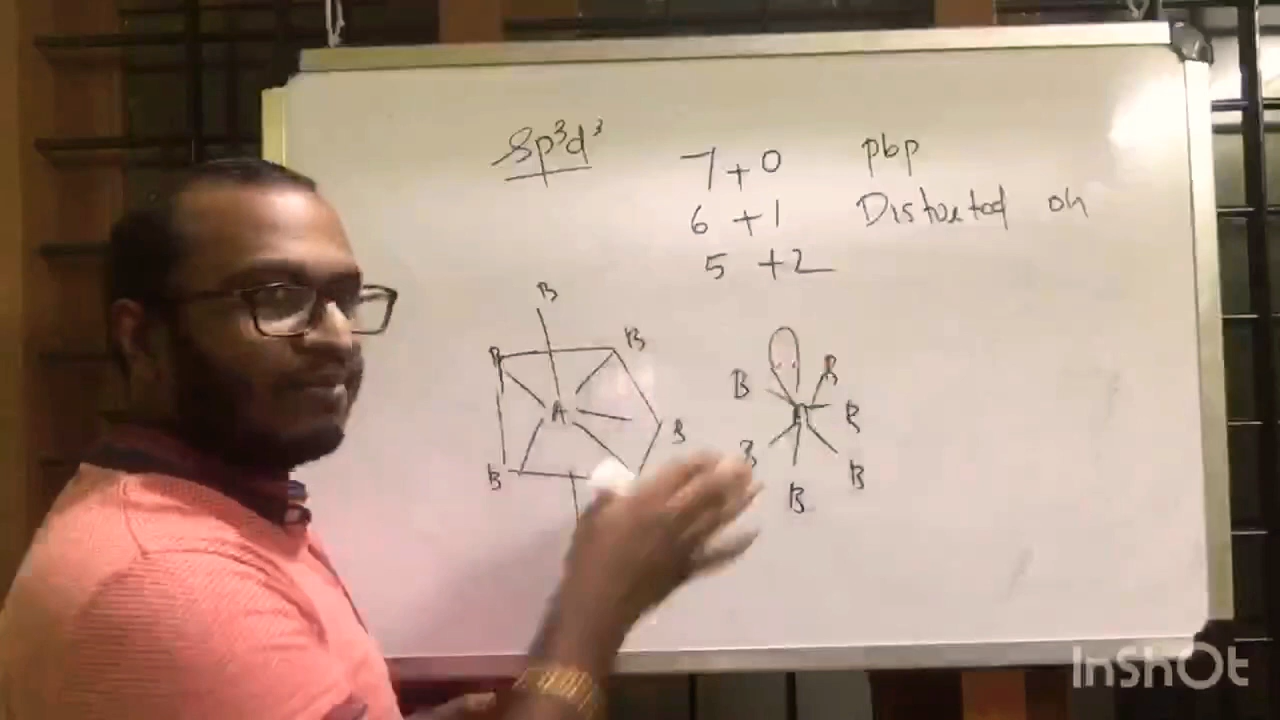 sp³d³
7 + 0 pbp
6 + 1 Distorted oh
5 + 2
B
B B
A
B
B
B B
A B
B B
B
InShOt